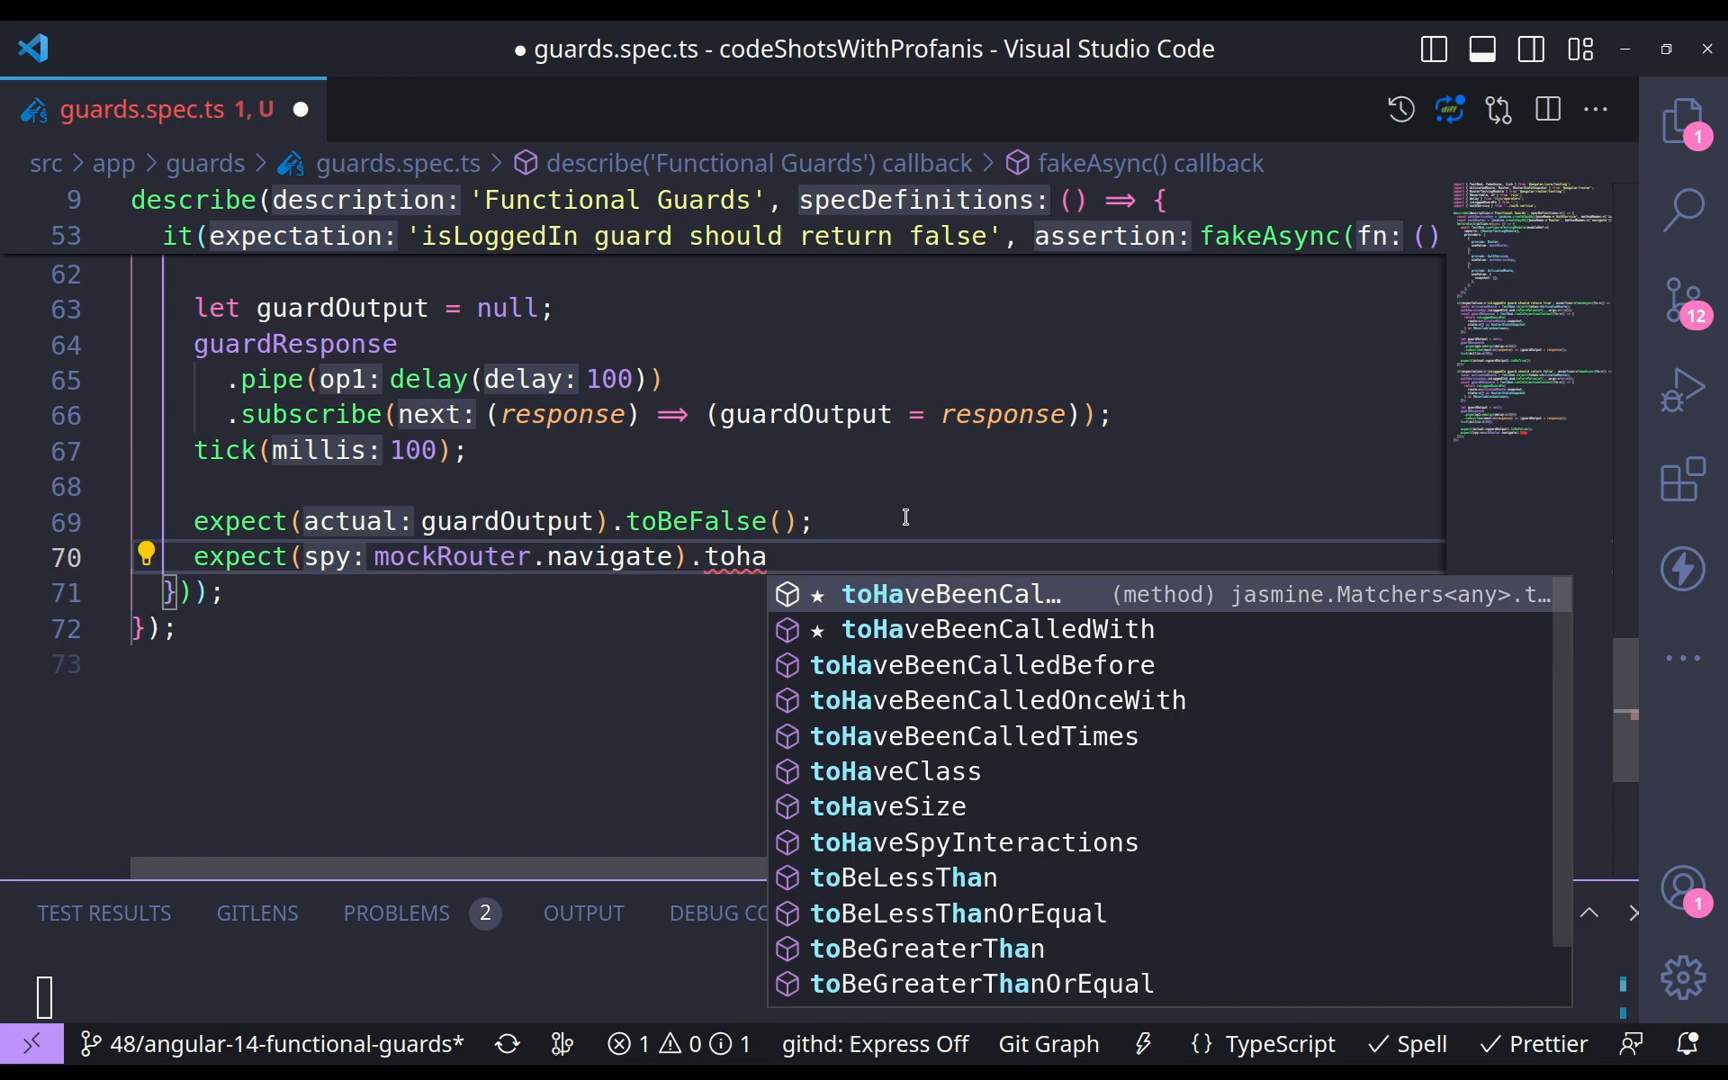 ● guards.spec.ts - codeShotsWithProfanis - Visual Studio Code
guards.spec.ts 1, U ●
src > app > guards > guards.spec.ts > describe('Functional Guards') callback > fakeAsync() callback
9 describe(description: 'Functional Guards', specDefinitions: () ⇒ {
53 it(expectation: 'isLoggedIn guard should return false', assertion: fakeAsync(fn: ()
62
63 let guardOutput = null;
64 guardResponse
65 .pipe(op1: delay(delay: 100))
66 .subscribe(next: (response) ⇒ (guardOutput = response));
67 tick(millis: 100);
68
69 expect(actual: guardOutput).toBeFalse();
70 expect(spy: mockRouter.navigate).toha
71 }));
72 });
73
★ toHaveBeenCal… (method) jasmine.Matchers<any>.t…
★ toHaveBeenCalledWith
toHaveBeenCalledBefore
toHaveBeenCalledOnceWith
toHaveBeenCalledTimes
toHaveClass
toHaveSize
toHaveSpyInteractions
toBeLessThan
toBeLessThanOrEqual
toBeGreaterThan
toBeGreaterThanOrEqual
1
12
1
TEST RESULTS GITLENS PROBLEMS 2 OUTPUT DEBUG CO
48/angular-14-functional-guards* 1 0 1 githd: Express Off Git Graph {} TypeScript ✓ Spell ✓ Prettier